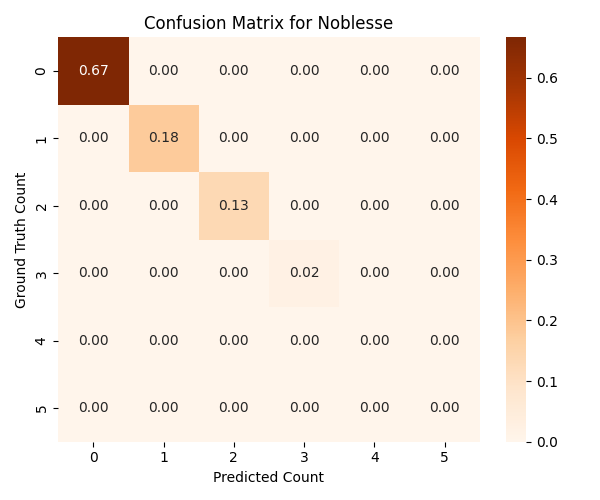 Confusion Matrix for Noblesse
Ground Truth Count
0 0.67 0.00 0.00 0.00 0.00 0.00
1 0.00 0.18 0.00 0.00 0.00 0.00
2 0.00 0.00 0.13 0.00 0.00 0.00
3 0.00 0.00 0.00 0.02 0.00 0.00
4 0.00 0.00 0.00 0.00 0.00 0.00
5 0.00 0.00 0.00 0.00 0.00 0.00
0 1 2 3 4 5
Predicted Count
0.6
0.5
0.4
0.3
0.2
0.1
0.0